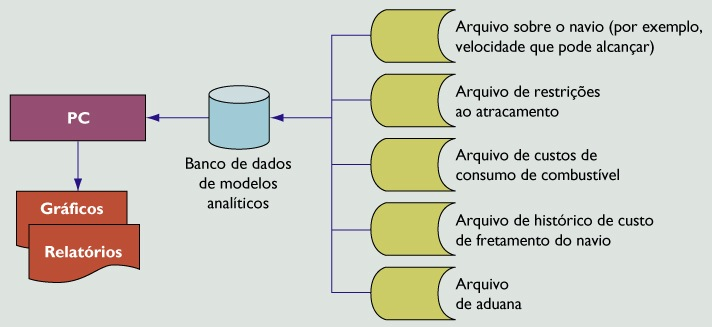 Arquivo sobre o navio (por exemplo,
velocidade que pode alcançar)
Arquivo de restrições
ao atracamento
PC
Banco de dados
de modelos
analíticos
Arquivo de custos de
consumo de combustível
Gráficos
Relatórios
Arquivo de histórico de custo
de fretamento do navio
Arquivo
de aduana